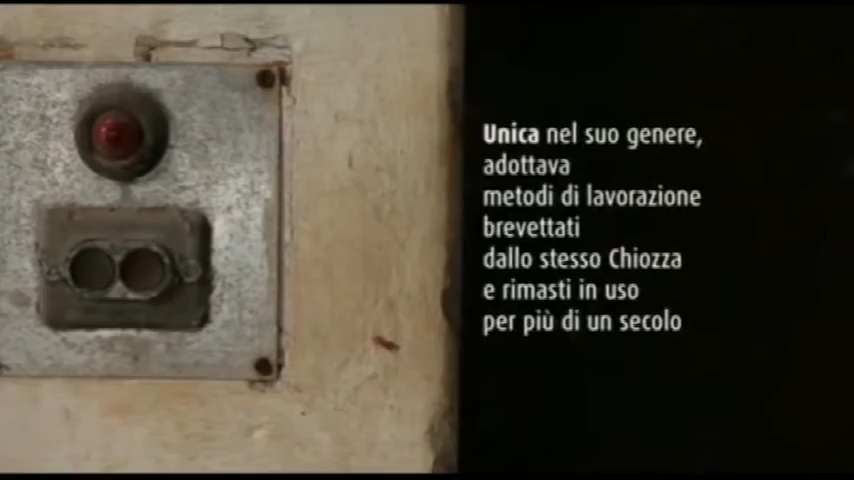 Unica nel suo genere,
adottava
metodi di lavorazione
brevettati
dallo stesso Chiozza
e rimasti in uso
per più di un secolo